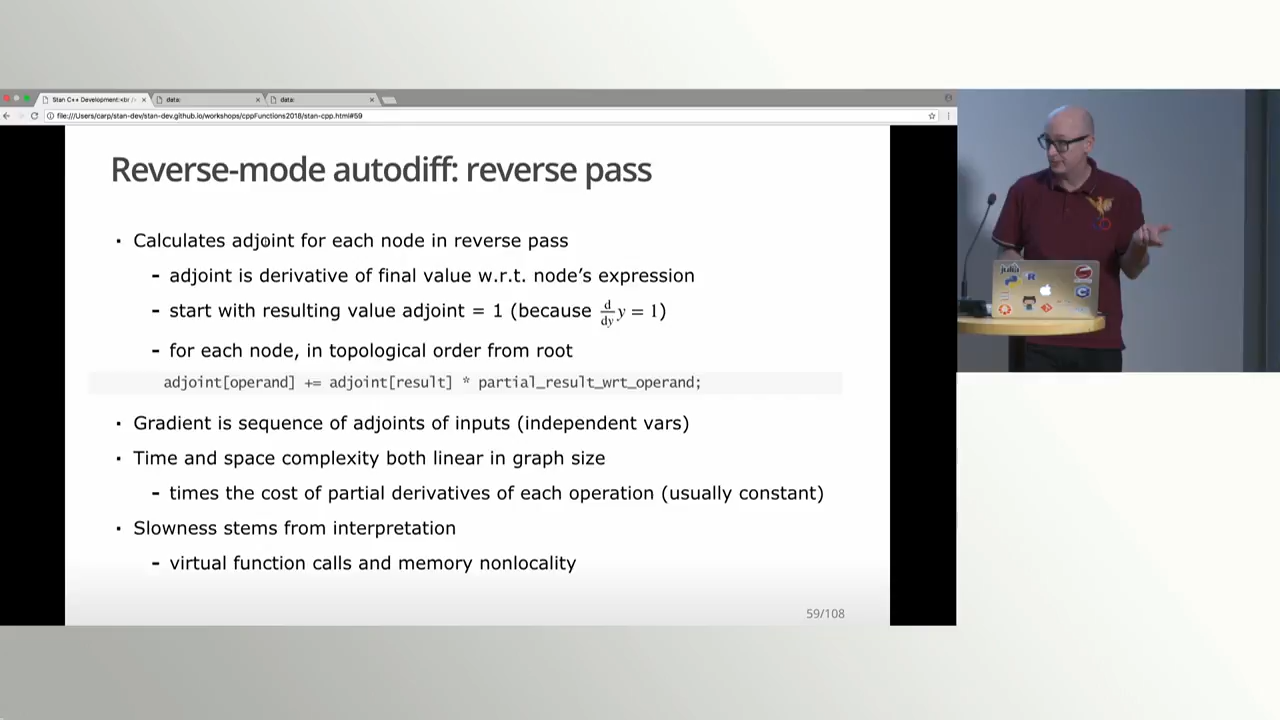 Stan C++ Development:<br /> × data: × data: ×
file:///Users/carp/stan-dev/stan-dev.github.io/workshops/cppFunctions2018/stan-cpp.html#59
Reverse-mode autodiff: reverse pass
· Calculates adjoint for each node in reverse pass
- adjoint is derivative of final value w.r.t. node’s expression
- start with resulting value adjoint = 1 (because d/dy y = 1)
- for each node, in topological order from root
adjoint[operand] += adjoint[result] * partial_result_wrt_operand;
· Gradient is sequence of adjoints of inputs (independent vars)
· Time and space complexity both linear in graph size
- times the cost of partial derivatives of each operation (usually constant)
· Slowness stems from interpretation
- virtual function calls and memory nonlocality
59/108
julia
R